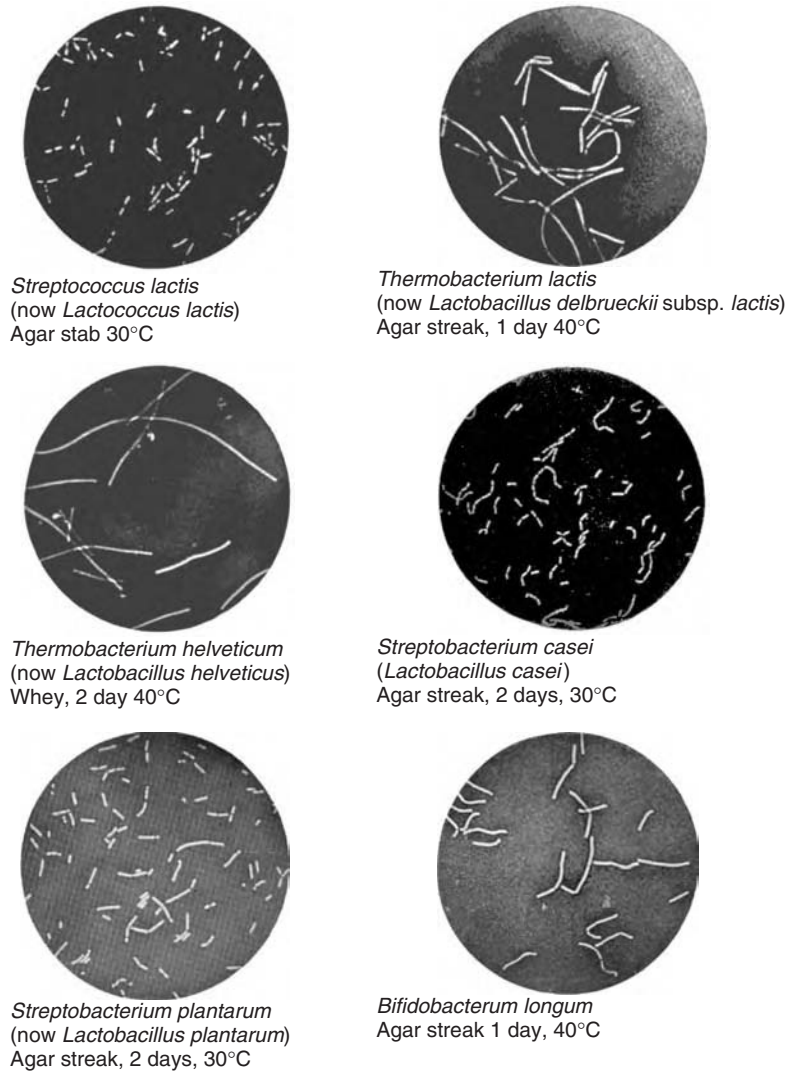 Streptococcus lactis
(now Lactococcus lactis)
Agar stab 30°C
Thermobacterium lactis
(now Lactobacillus delbrueckii subsp. lactis)
Agar streak, 1 day 40°C
Thermobacterium helveticum
(now Lactobacillus helveticus)
Whey, 2 day 40°C
Streptobacterium casei
(Lactobacillus casei)
Agar streak, 2 days, 30°C
Streptobacterium plantarum
(now Lactobacillus plantarum)
Agar streak, 2 days, 30°C
Bifidobacterum longum
Agar streak 1 day, 40°C